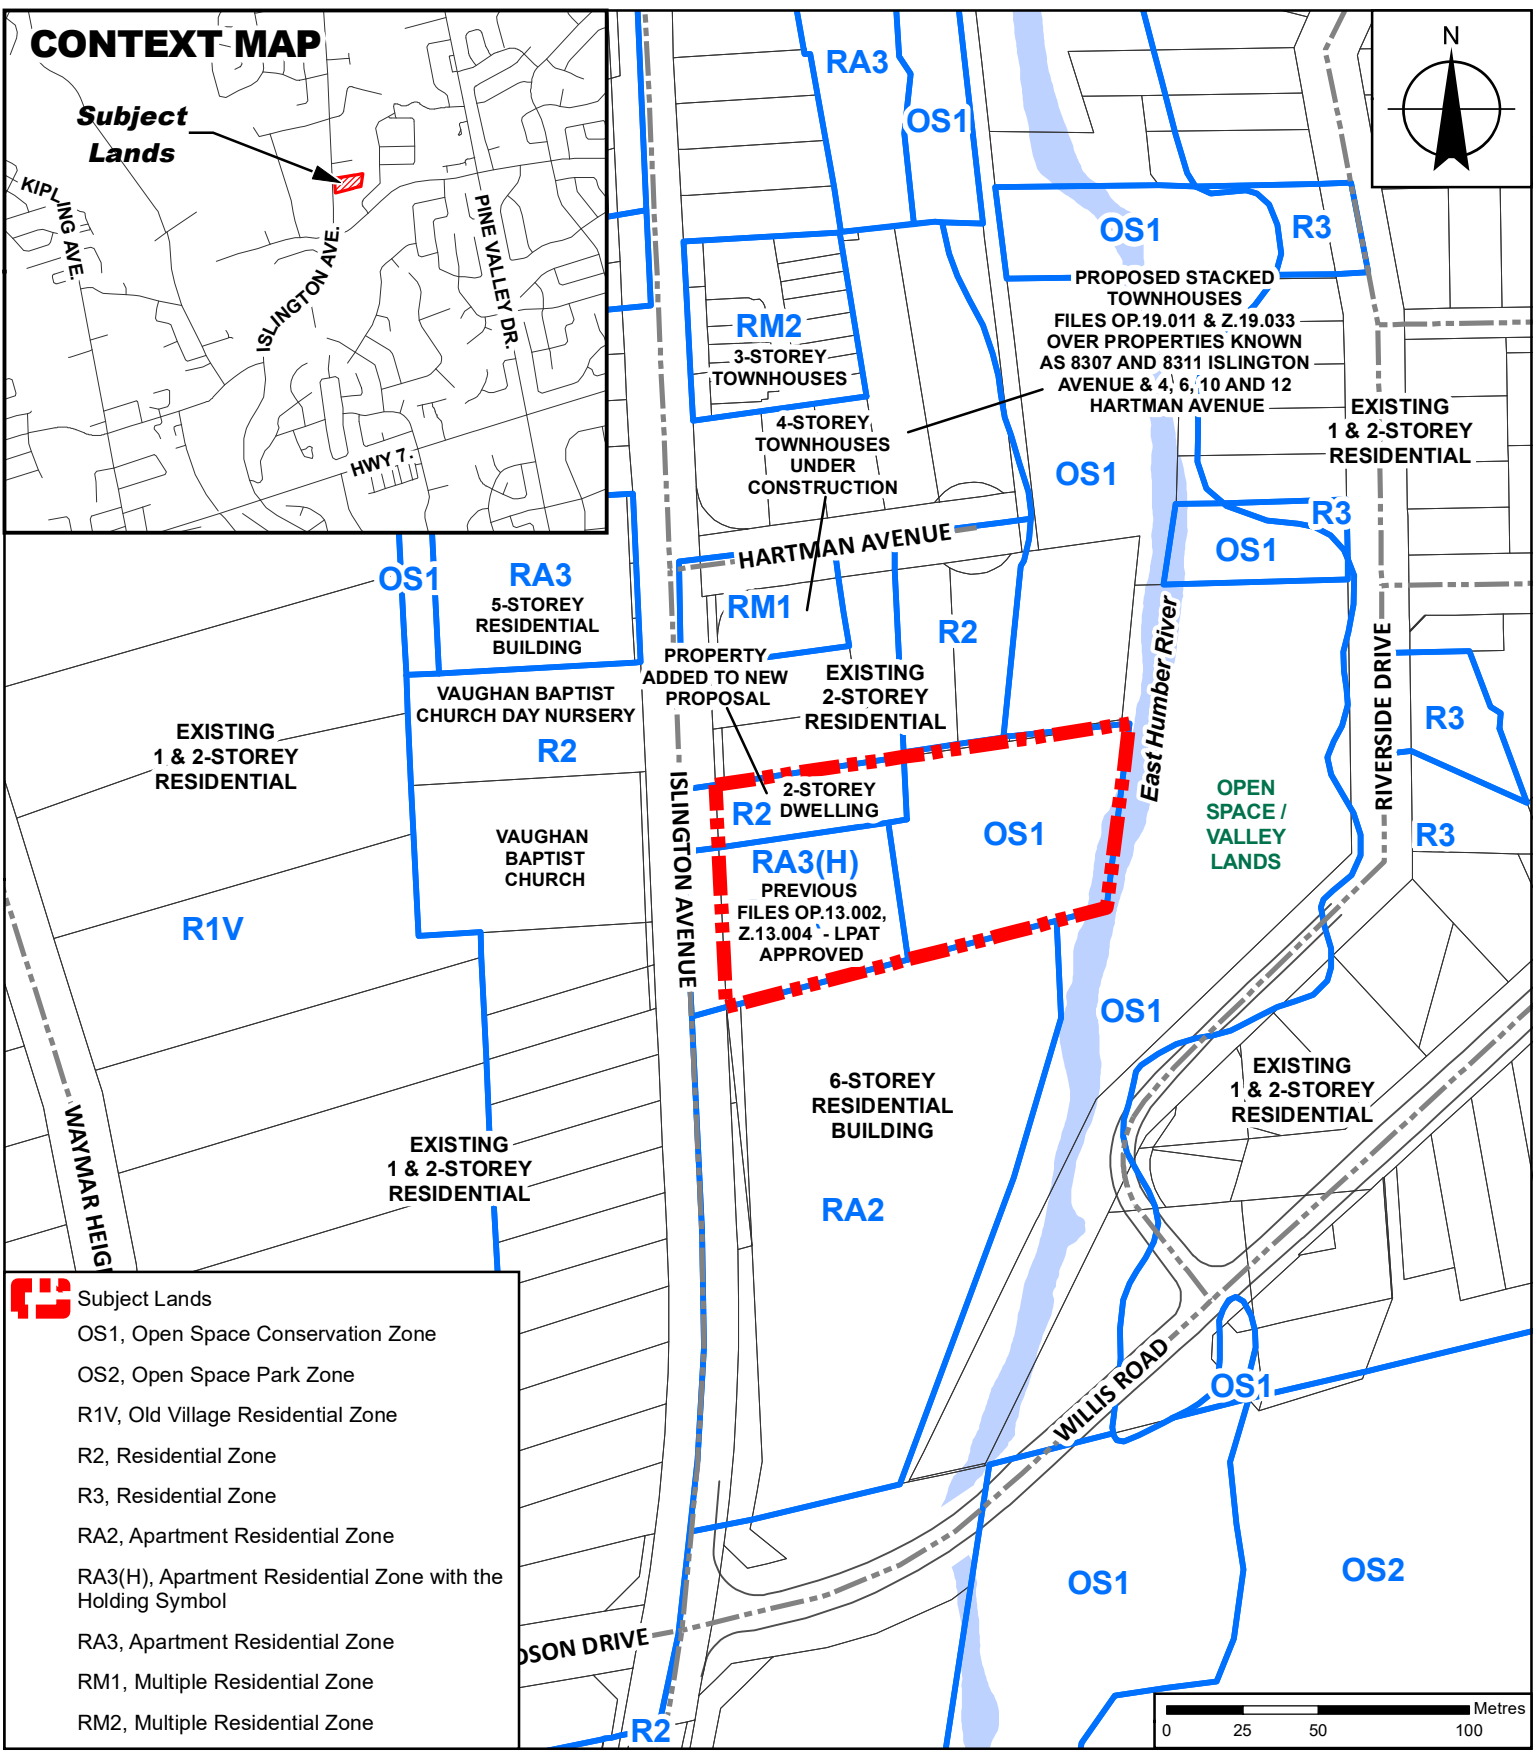 CONTEXT MAP
Subject
Lands
KIPLING AVE.
ISLINGTON AVE.
PINE VALLEY DR.
HWY 7.
N
RA3
OS1
OS1
R3
PROPOSED STACKED
TOWNHOUSES
FILES OP.19.011 & Z.19.033
OVER PROPERTIES KNOWN
AS 8307 AND 8311 ISLINGTON
AVENUE & 4, 6, 10 AND 12
HARTMAN AVENUE
RM2
3-STOREY
TOWNHOUSES
4-STOREY
TOWNHOUSES
UNDER
CONSTRUCTION
OS1
EXISTING
1 & 2-STOREY
RESIDENTIAL
R3
OS1
HARTMAN AVENUE
OS1
RA3
5-STOREY
RESIDENTIAL
BUILDING
RM1
R2
PROPERTY
ADDED TO NEW
PROPOSAL
EXISTING
2-STOREY
RESIDENTIAL
East Humber River
RIVERSIDE DRIVE
R3
VAUGHAN BAPTIST
CHURCH DAY NURSERY
R2
EXISTING
1 & 2-STOREY
RESIDENTIAL
ISLINGTON AVENUE
R2
2-STOREY
DWELLING
OS1
OPEN
SPACE /
VALLEY
LANDS
R3
VAUGHAN
BAPTIST
CHURCH
RA3(H)
PREVIOUS
FILES OP.13.002,
Z.13.004 - LPAT
APPROVED
R1V
OS1
6-STOREY
RESIDENTIAL
BUILDING
EXISTING
1 & 2-STOREY
RESIDENTIAL
WAYMAR HEIG
EXISTING
1 & 2-STOREY
RESIDENTIAL
RA2
WILLIS ROAD
OS1
OS1
OS2
DSON DRIVE
R2
Subject Lands
OS1, Open Space Conservation Zone
OS2, Open Space Park Zone
R1V, Old Village Residential Zone
R2, Residential Zone
R3, Residential Zone
RA2, Apartment Residential Zone
RA3(H), Apartment Residential Zone with the
Holding Symbol
RA3, Apartment Residential Zone
RM1, Multiple Residential Zone
RM2, Multiple Residential Zone
Metres
0 25 50 100